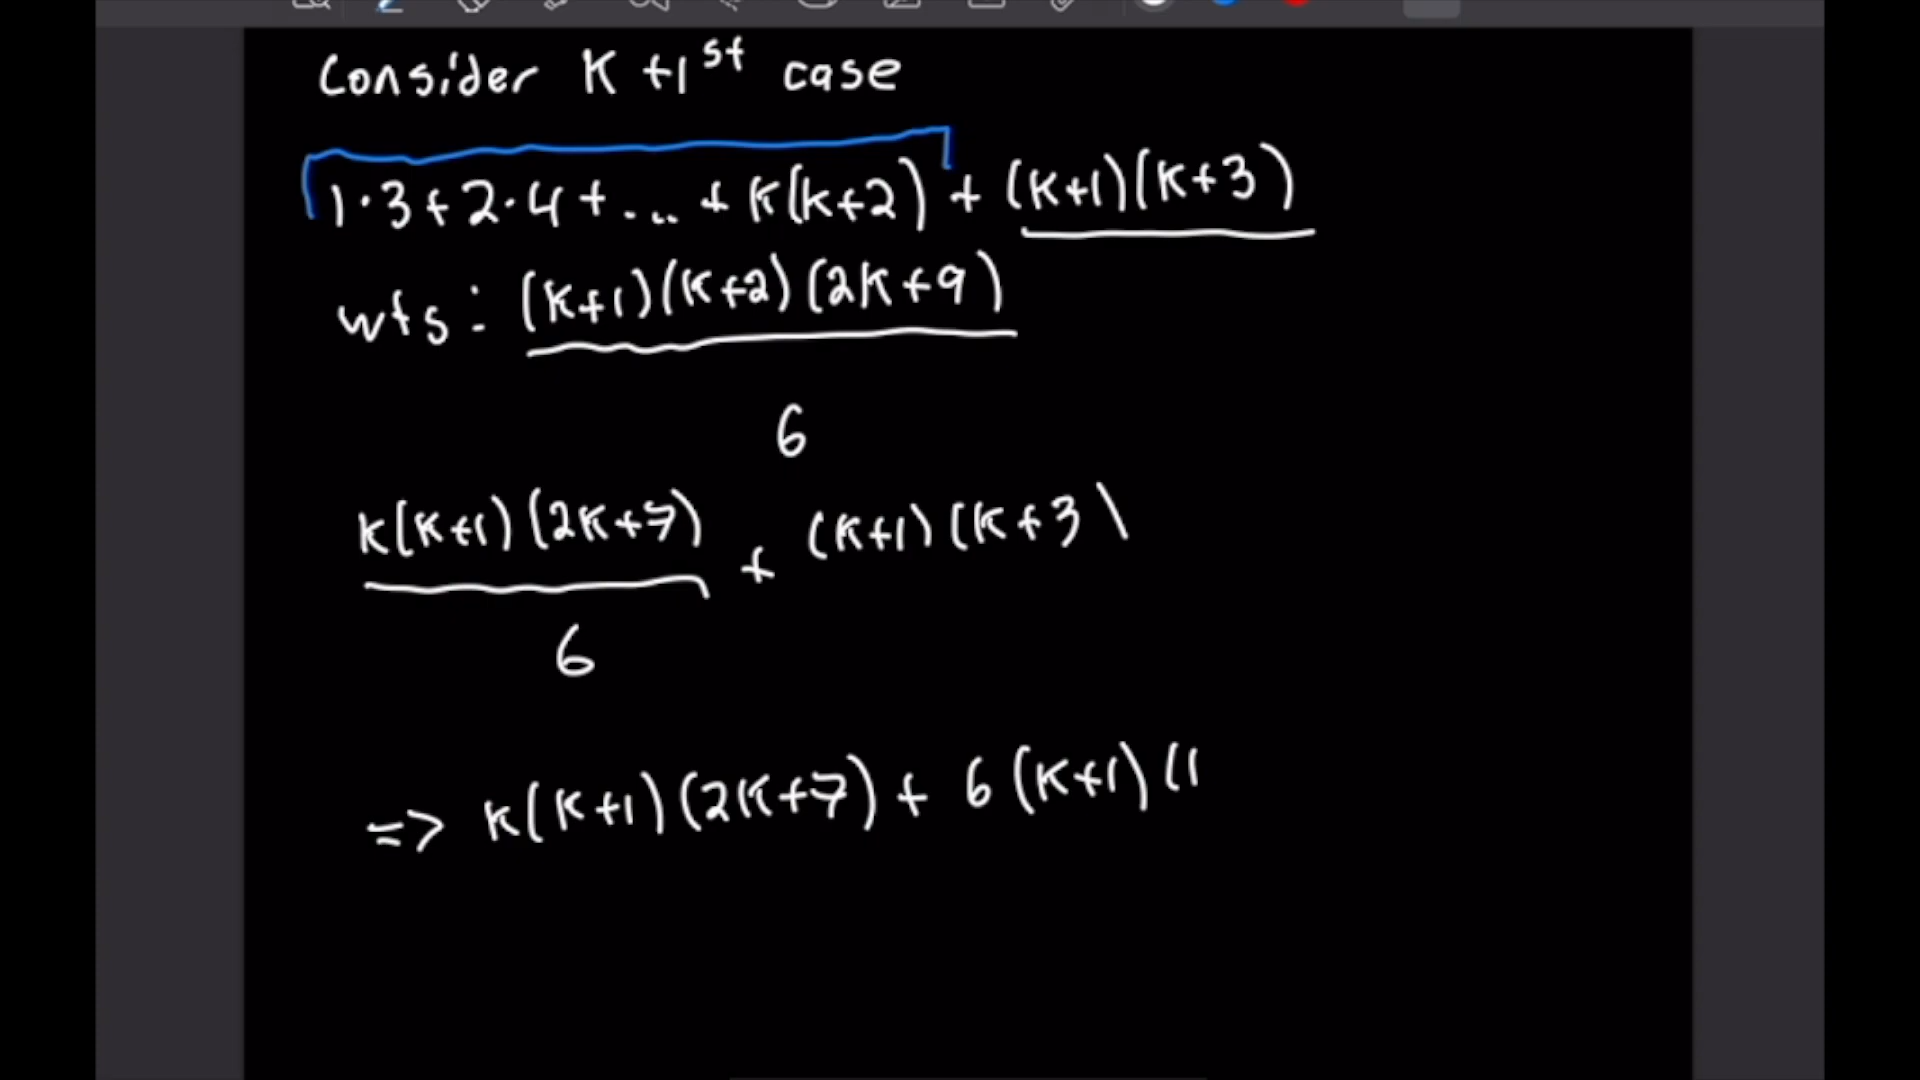 Consider K+1st case
1·3+2·4+... + k(k+2) + (k+1)(k+3)
wts: (k+1)(k+2)(2k+9)
6
k(k+1)(2k+7) + (k+1)(k+3)
6
=> k(k+1)(2k+7) + 6(k+1)(1